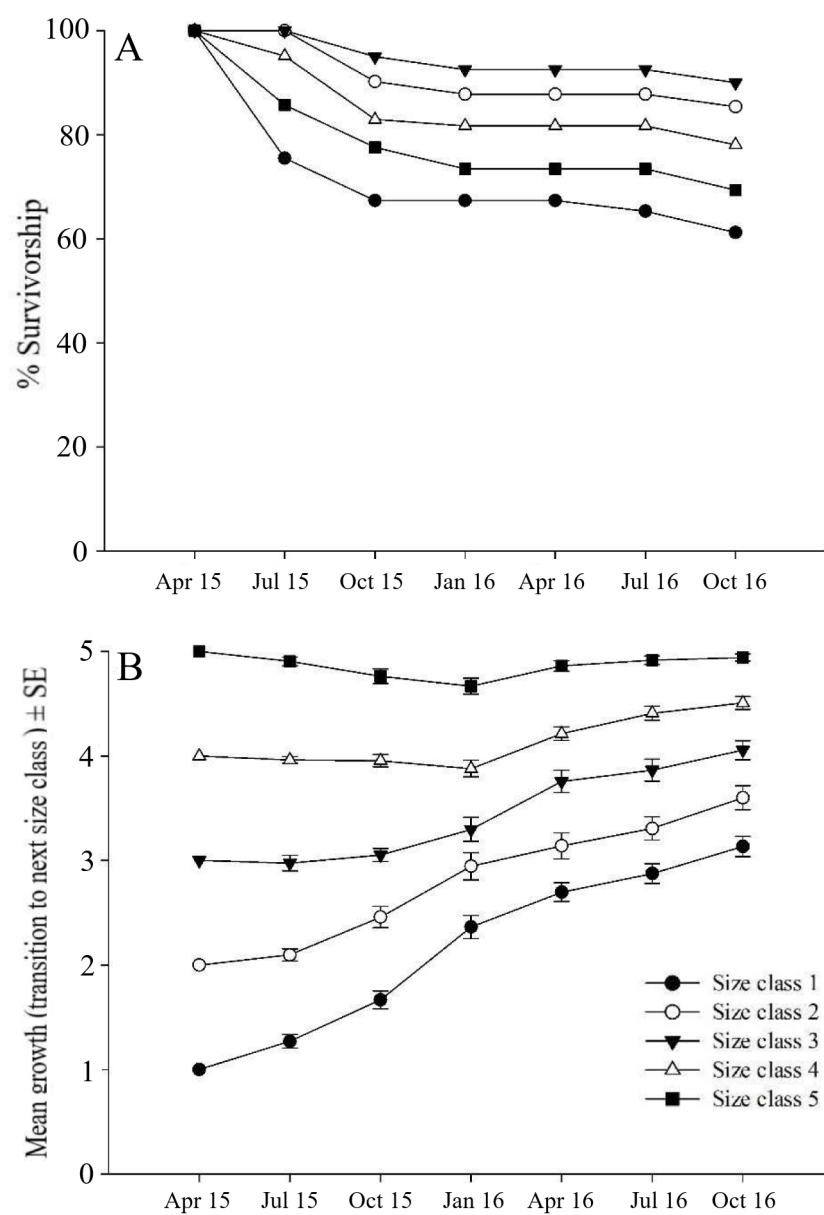 A
100
80
60
40
20
0
% Survivorship
Apr 15 Jul 15 Oct 15 Jan 16 Apr 16 Jul 16 Oct 16
B
5
4
3
2
1
0
Mean growth (transition to next size class) ± SE
Size class 1
Size class 2
Size class 3
Size class 4
Size class 5
Apr 15 Jul 15 Oct 15 Jan 16 Apr 16 Jul 16 Oct 16